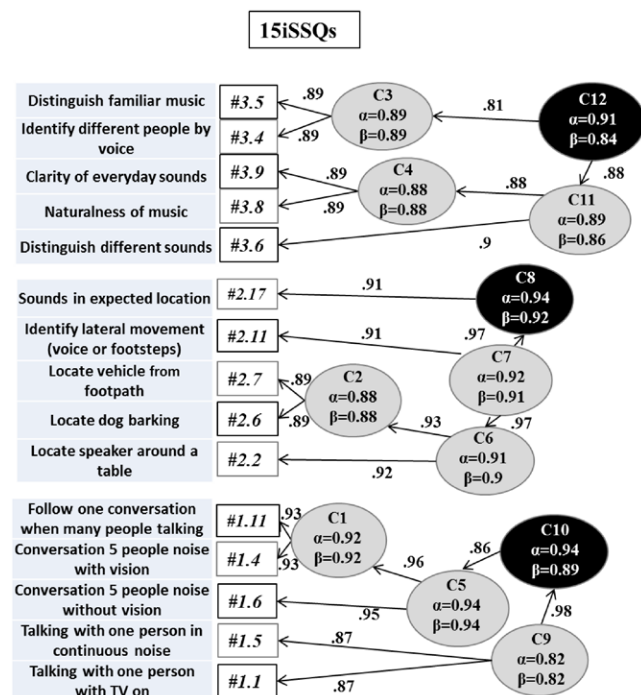 15iSSQs
Distinguish familiar music
#3.5
Identify different people by
voice
#3.4
Clarity of everyday sounds
#3.9
Naturalness of music
#3.8
Distinguish different sounds
#3.6
.89
.89
C3
α=0.89
β=0.89
.81
C12
α=0.91
β=0.84
.88
.89
.89
C4
α=0.88
β=0.88
.88
C11
α=0.89
β=0.86
.9
Sounds in expected location
#2.17
.91
C8
α=0.94
β=0.92
Identify lateral movement
(voice or footsteps)
#2.11
.91
.97
C7
α=0.92
β=0.91
Locate vehicle from
footpath
#2.7
.89
C2
α=0.88
β=0.88
Locate dog barking
#2.6
.89
.93
.97
C6
α=0.91
β=0.9
Locate speaker around a
table
#2.2
.92
Follow one conversation
when many people talking
#1.11
.93
C1
α=0.92
β=0.92
Conversation 5 people noise
with vision
#1.4
.93
.96
.86
C10
α=0.94
β=0.89
Conversation 5 people noise
without vision
#1.6
.95
C5
α=0.94
β=0.94
.98
Talking with one person in
continuous noise
#1.5
.87
C9
α=0.82
β=0.82
Talking with one person
with TV on
#1.1
.87